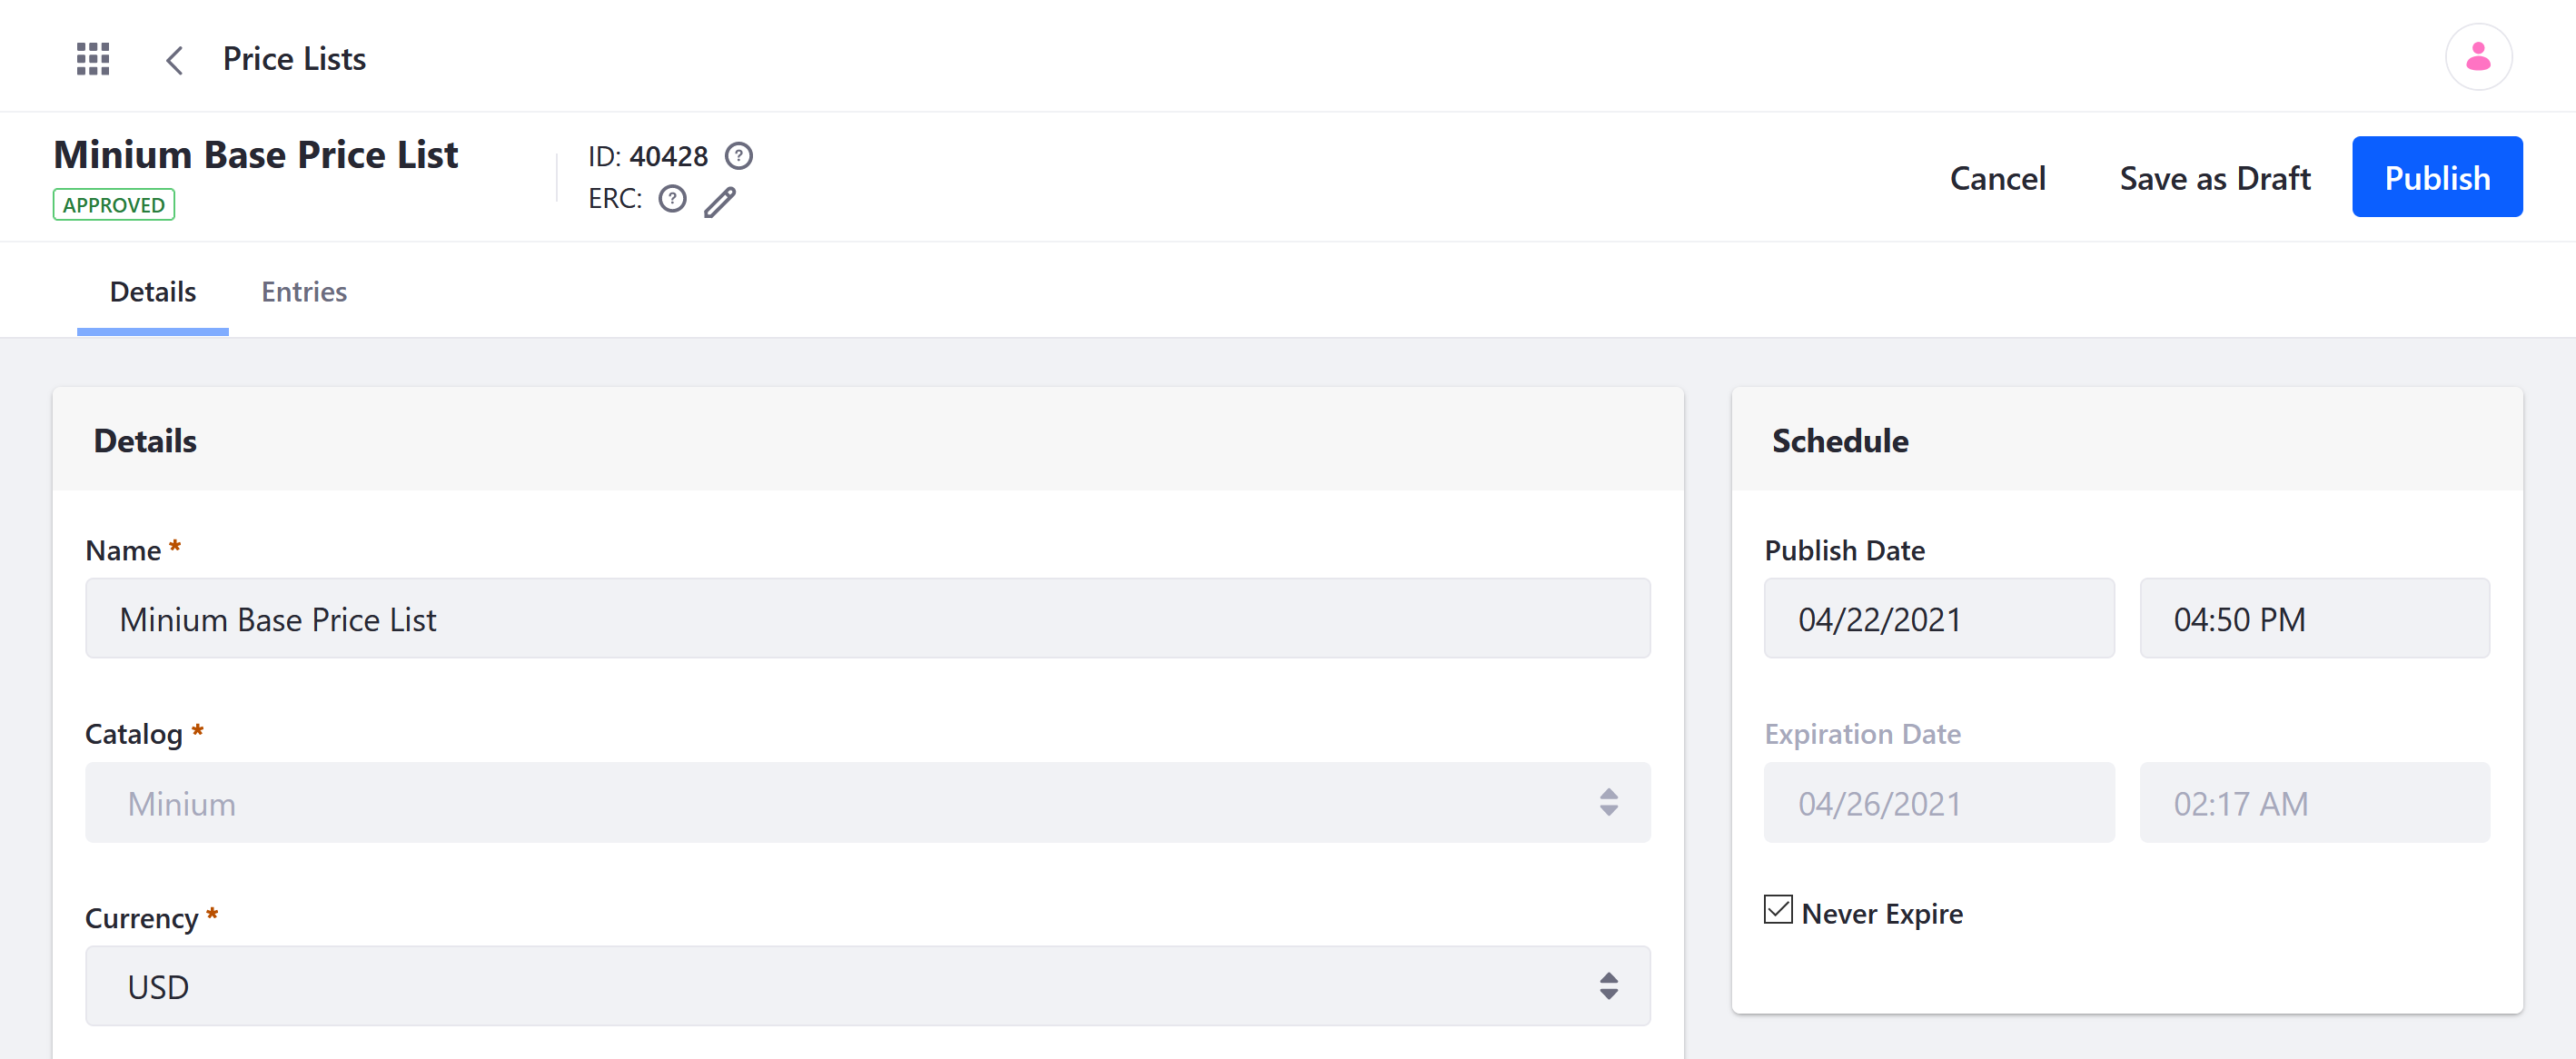 Price Lists
Minium Base Price List
APPROVED
ID: 40428 ?
ERC: ?
Cancel
Save as Draft
Publish
Details
Entries
Details
Name *
Minium Base Price List
Catalog *
Minium
Currency *
USD
Schedule
Publish Date
04/22/2021
04:50 PM
Expiration Date
04/26/2021
02:17 AM
Never Expire